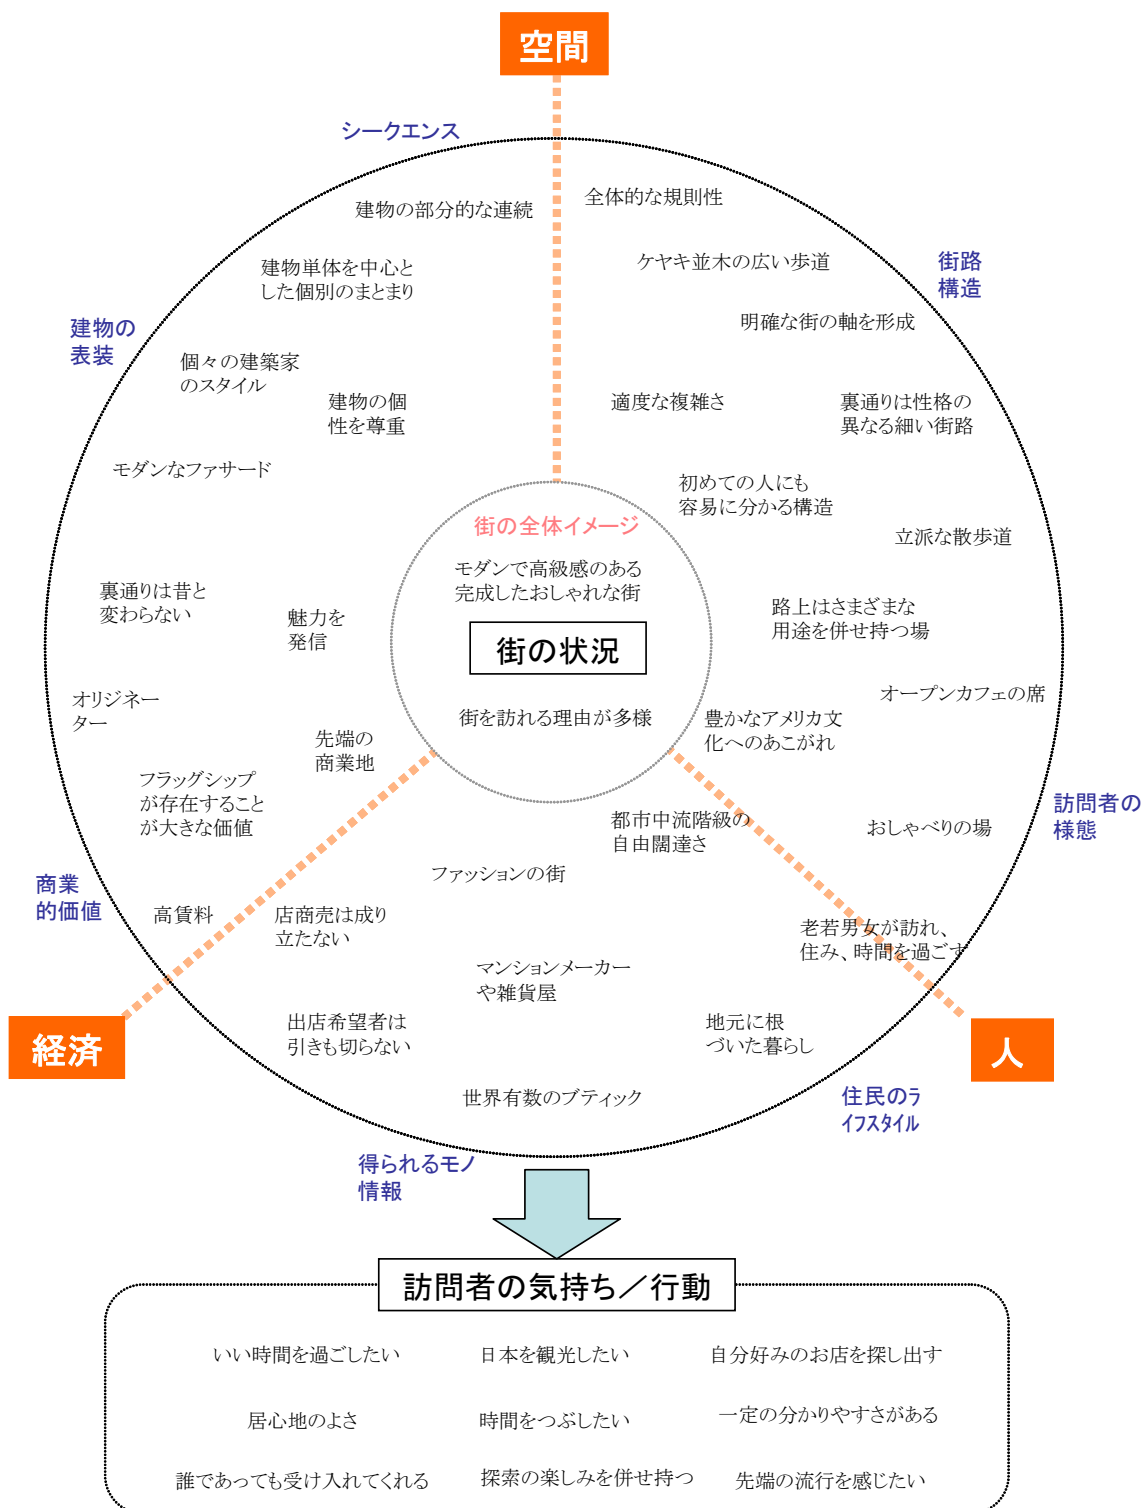 空間
シークエンス
建物の部分的な連続
全体的な規則性
建物単体を中心と
した個別のまとまり
ケヤキ並木の広い歩道
街路
構造
建物の
表装
明確な街の軸を形成
個々の建築家
のスタイル
建物の個
性を尊重
適度な複雑さ
裏通りは性格の
異なる細い街路
モダンなファサード
初めての人にも
容易に分かる構造
街の全体イメージ
立派な散歩道
モダンで高級感のある
完成したおしゃれな街
裏通りは昔と
変わらない
魅力を
発信
路上はさまざまな
用途を併せ持つ場
街の状況
オリジネー
ター
オープンカフェの席
街を訪れる理由が多様
豊かなアメリカ文
化へのあこがれ
先端の
商業地
フラッグシップ
が存在すること
が大きな価値
訪問者の
様態
都市中流階級の
自由闊達さ
おしゃべりの場
ファッションの街
商業
的価値
高賃料
店商売は成り
立たない
老若男女が訪れ、
住み、時間を過ごす
マンションメーカー
や雑貨屋
出店希望者は
引きも切らない
地元に根
づいた暮らし
経済
人
世界有数のブティック
住民のラ
イフスタイル
得られるモノ
情報
訪問者の気持ち／行動
いい時間を過ごしたい
日本を観光したい
自分好みのお店を探し出す
居心地のよさ
時間をつぶしたい
一定の分かりやすさがある
誰であっても受け入れてくれる
探索の楽しみを併せ持つ
先端の流行を感じたい